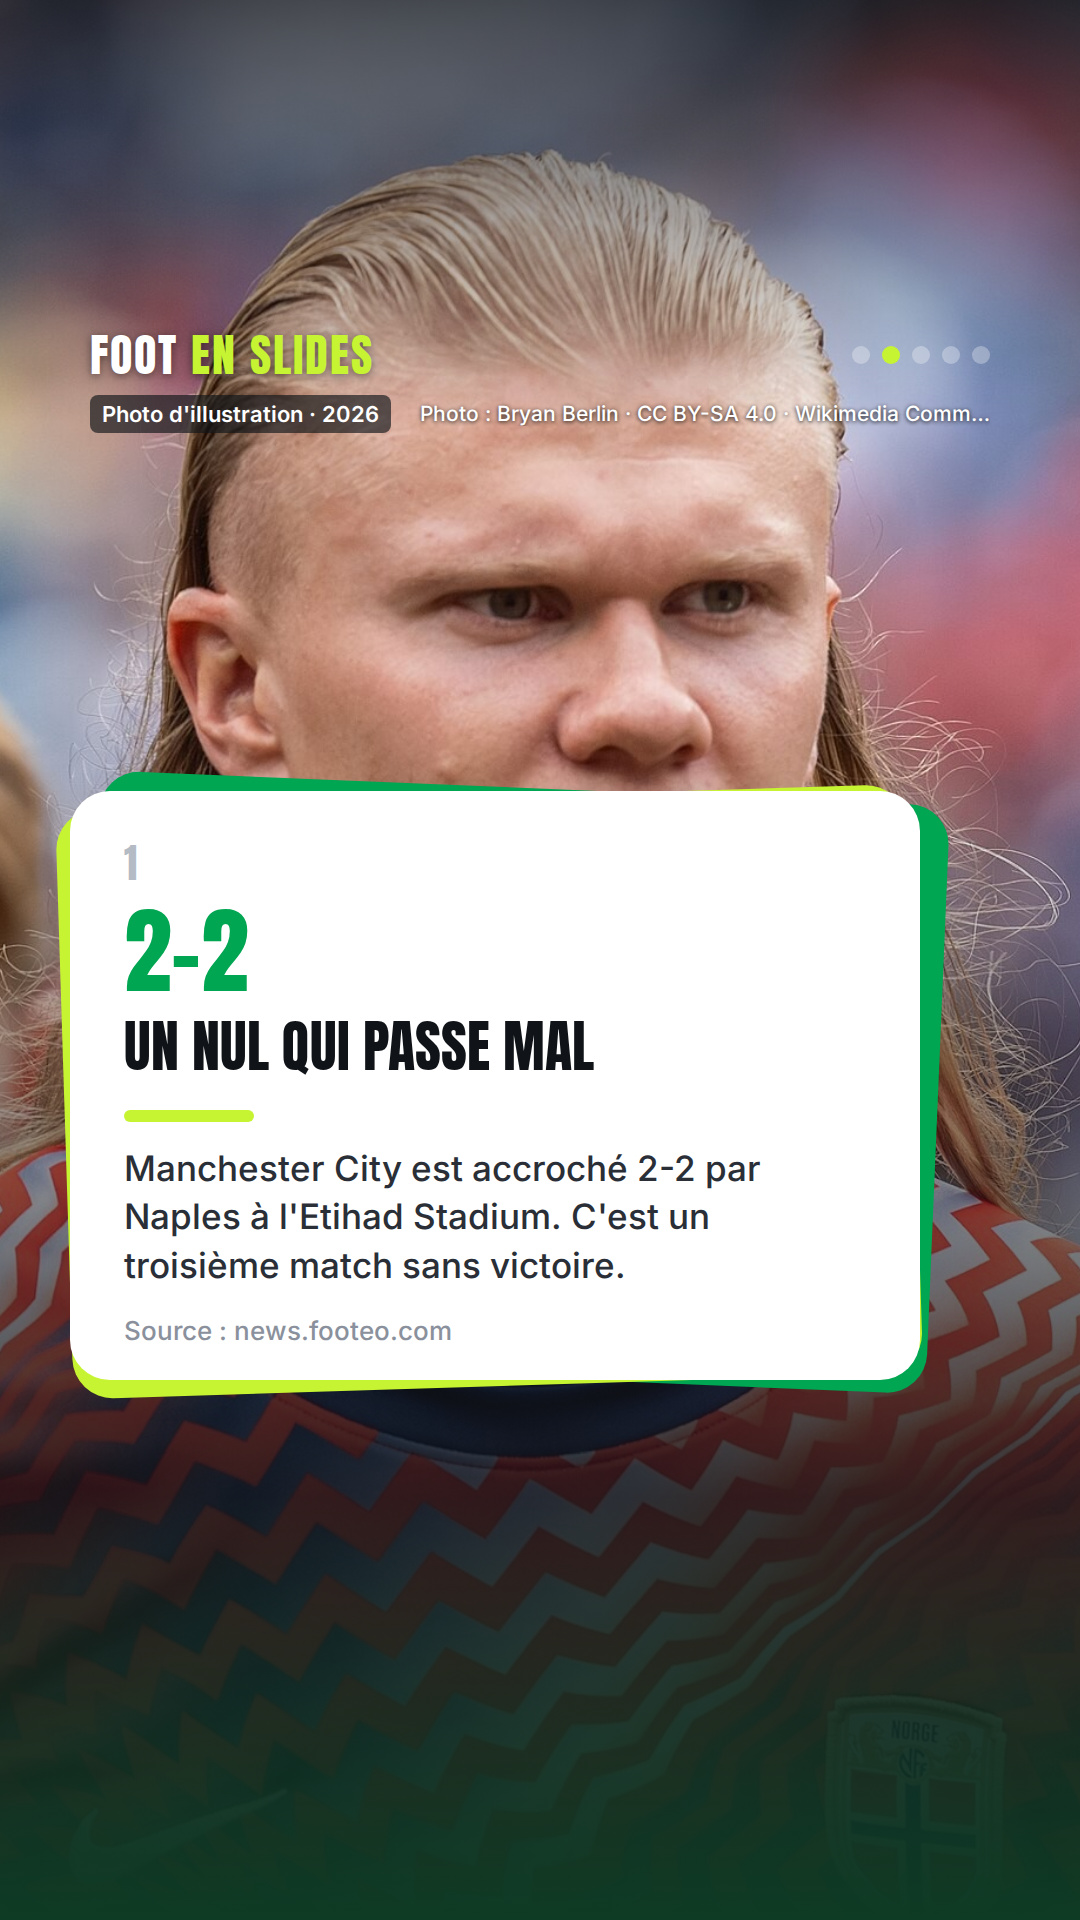 FOOT EN SLIDES
Photo d'illustration · 2026
Photo : Bryan Berlin · CC BY-SA 4.0 · Wikimedia Comm...
1
2-2
UN NUL QUI PASSE MAL
Manchester City est accroché 2-2 par
Naples à l'Etihad Stadium. C'est un
troisième match sans victoire.
Source : news.footeo.com
NORGE